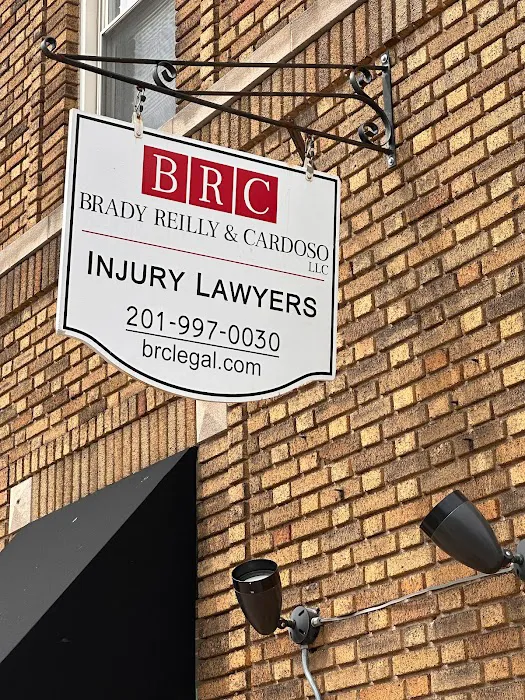 BRC
BRADY REILLY & CARDOSO
LLC
INJURY LAWYERS
201-997-0030
brclegal.com